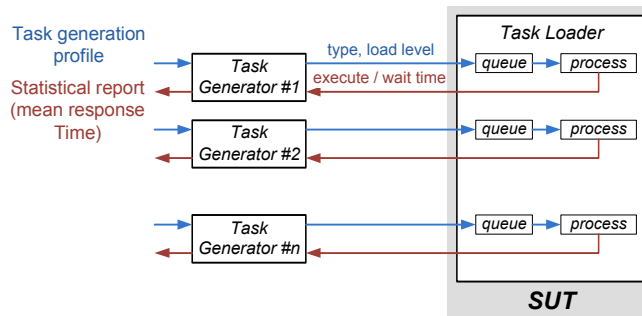 Task generation
profile
Statistical report
(mean response
Time)
Task
Generator #1
type, load level
execute / wait time
Task Loader
queue
process
Task
Generator #2
queue
process
Task
Generator #n
queue
process
SUT